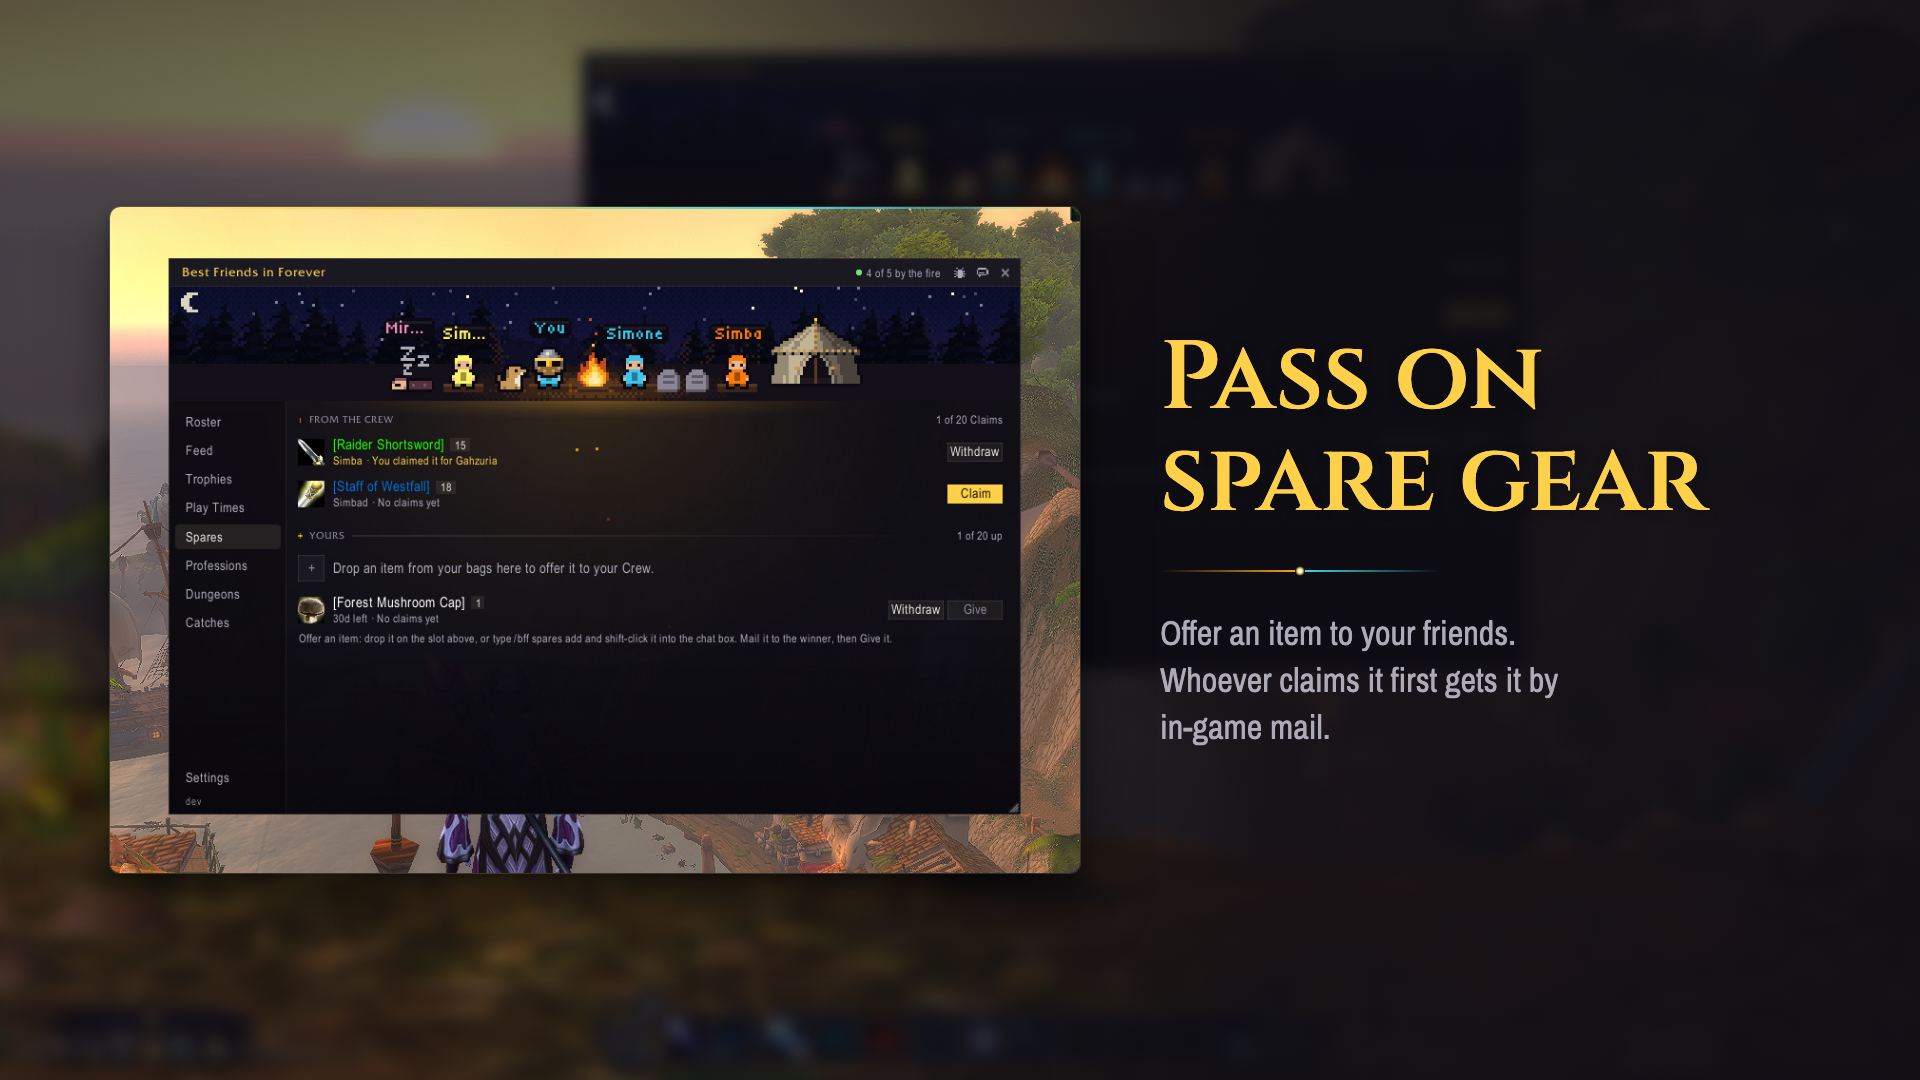 Best Friends in Forever
4 of 5 by the fire
Mir...
Sim...
You
Simone
Simba
Z Z Z
Roster
Feed
Trophies
Play Times
Spares
Professions
Dungeons
Catches
Settings
dev
FROM THE CREW
1 of 20 Claims
[Raider Shortsword] 15
Simba · You claimed it for Gahzuria
Withdraw
[Staff of Westfall] 18
Simbad · No claims yet
Claim
YOURS
1 of 20 up
+ Drop an item from your bags here to offer it to your Crew.
[Forest Mushroom Cap] 1
30d left · No claims yet
Withdraw
Give
Offer an item: drop it on the slot above, or type /bff spares add and shift-click it into the chat box. Mail it to the winner, then Give it.
PASS ON
SPARE GEAR
Offer an item to your friends.
Whoever claims it first gets it by
in-game mail.